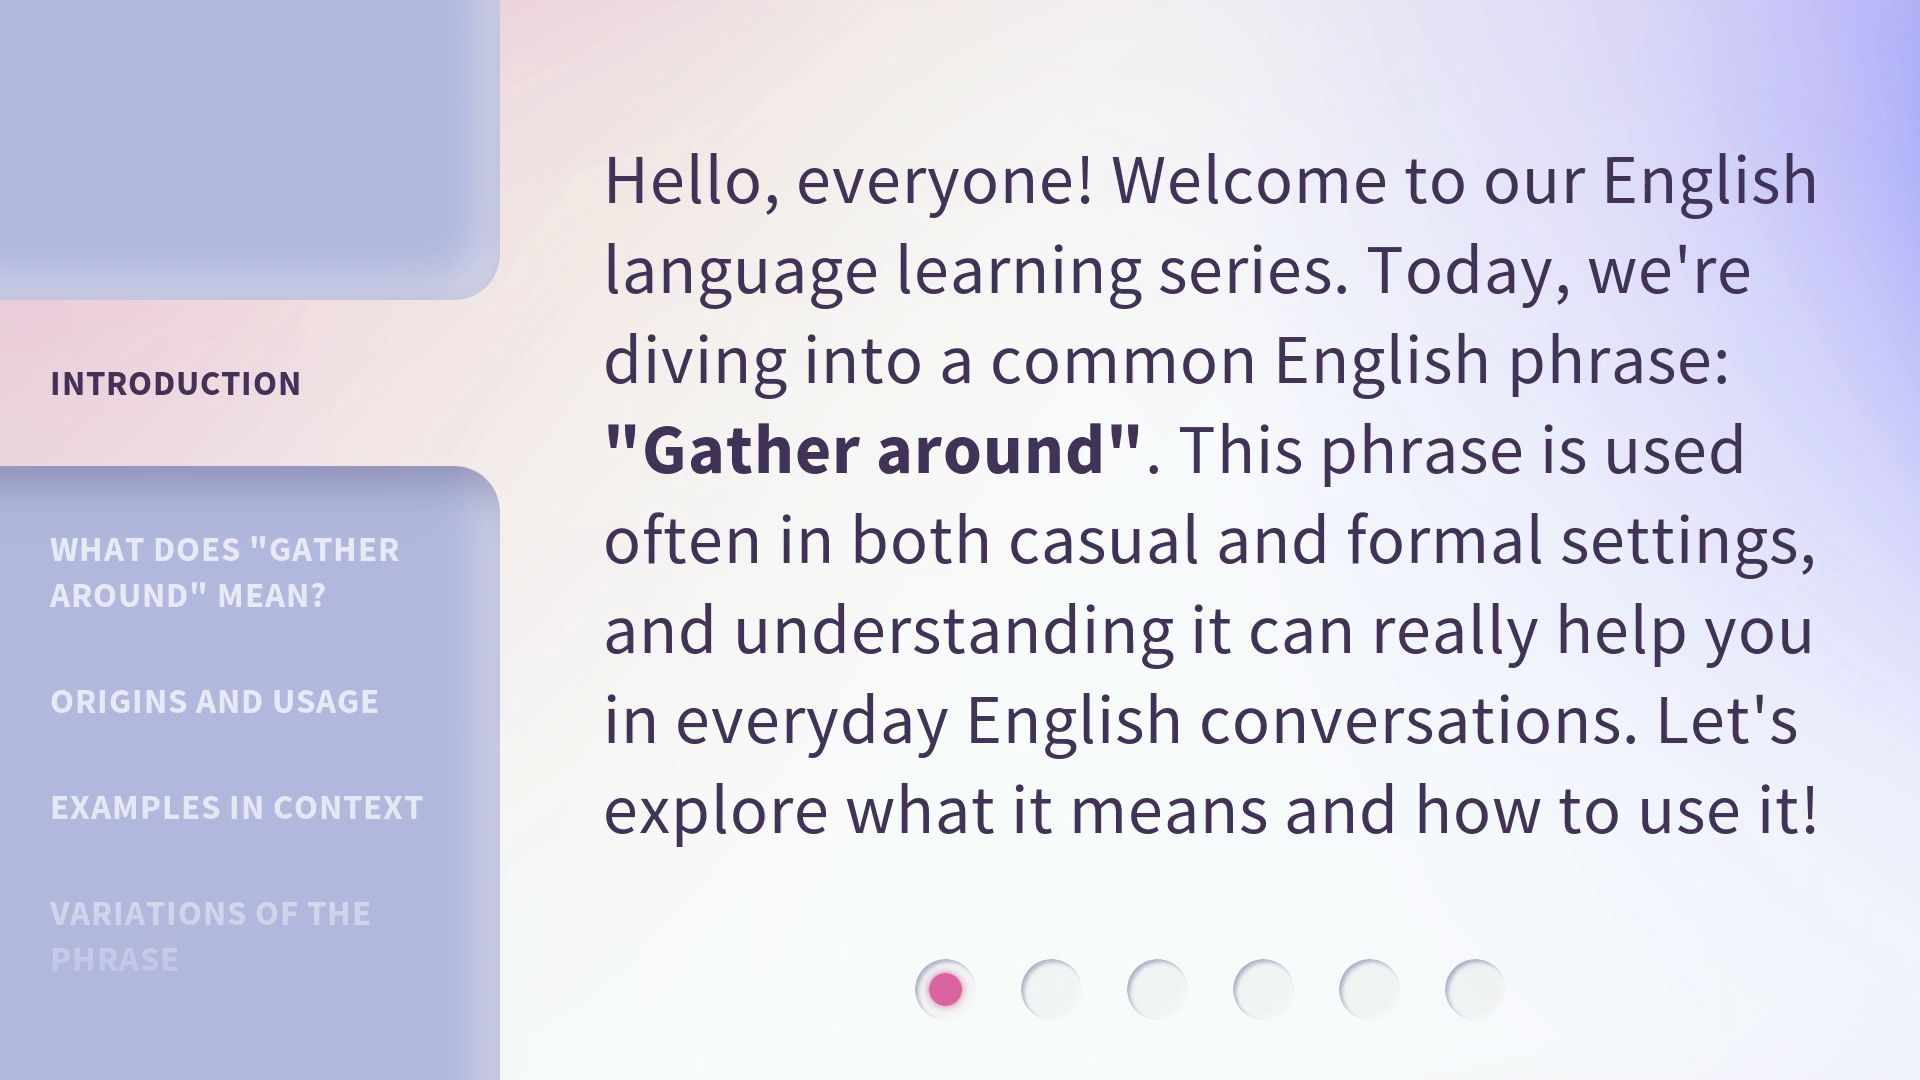 INTRODUCTION
WHAT DOES "GATHER
AROUND" MEAN?
ORIGINS AND USAGE
EXAMPLES IN CONTEXT
VARIATIONS OF THE
PHRASE
Hello, everyone! Welcome to our English
language learning series. Today, we're
diving into a common English phrase:
"Gather around". This phrase is used
often in both casual and formal settings,
and understanding it can really help you
in everyday English conversations. Let's
explore what it means and how to use it!